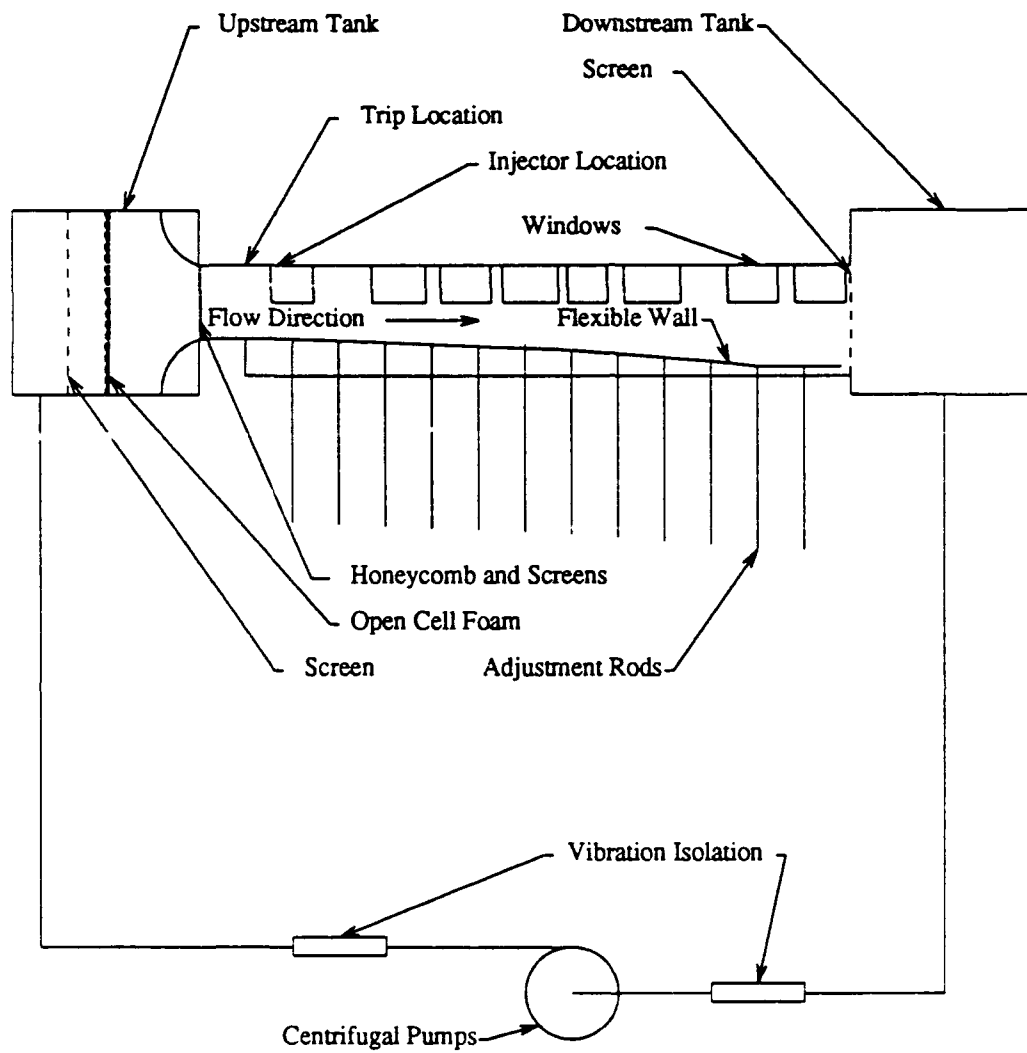 Upstream Tank
Downstream Tank
Screen
Trip Location
Injector Location
Windows
Flow Direction
Flexible Wall
Honeycomb and Screens
Open Cell Foam
Screen
Adjustment Rods
Vibration Isolation
Centrifugal Pumps